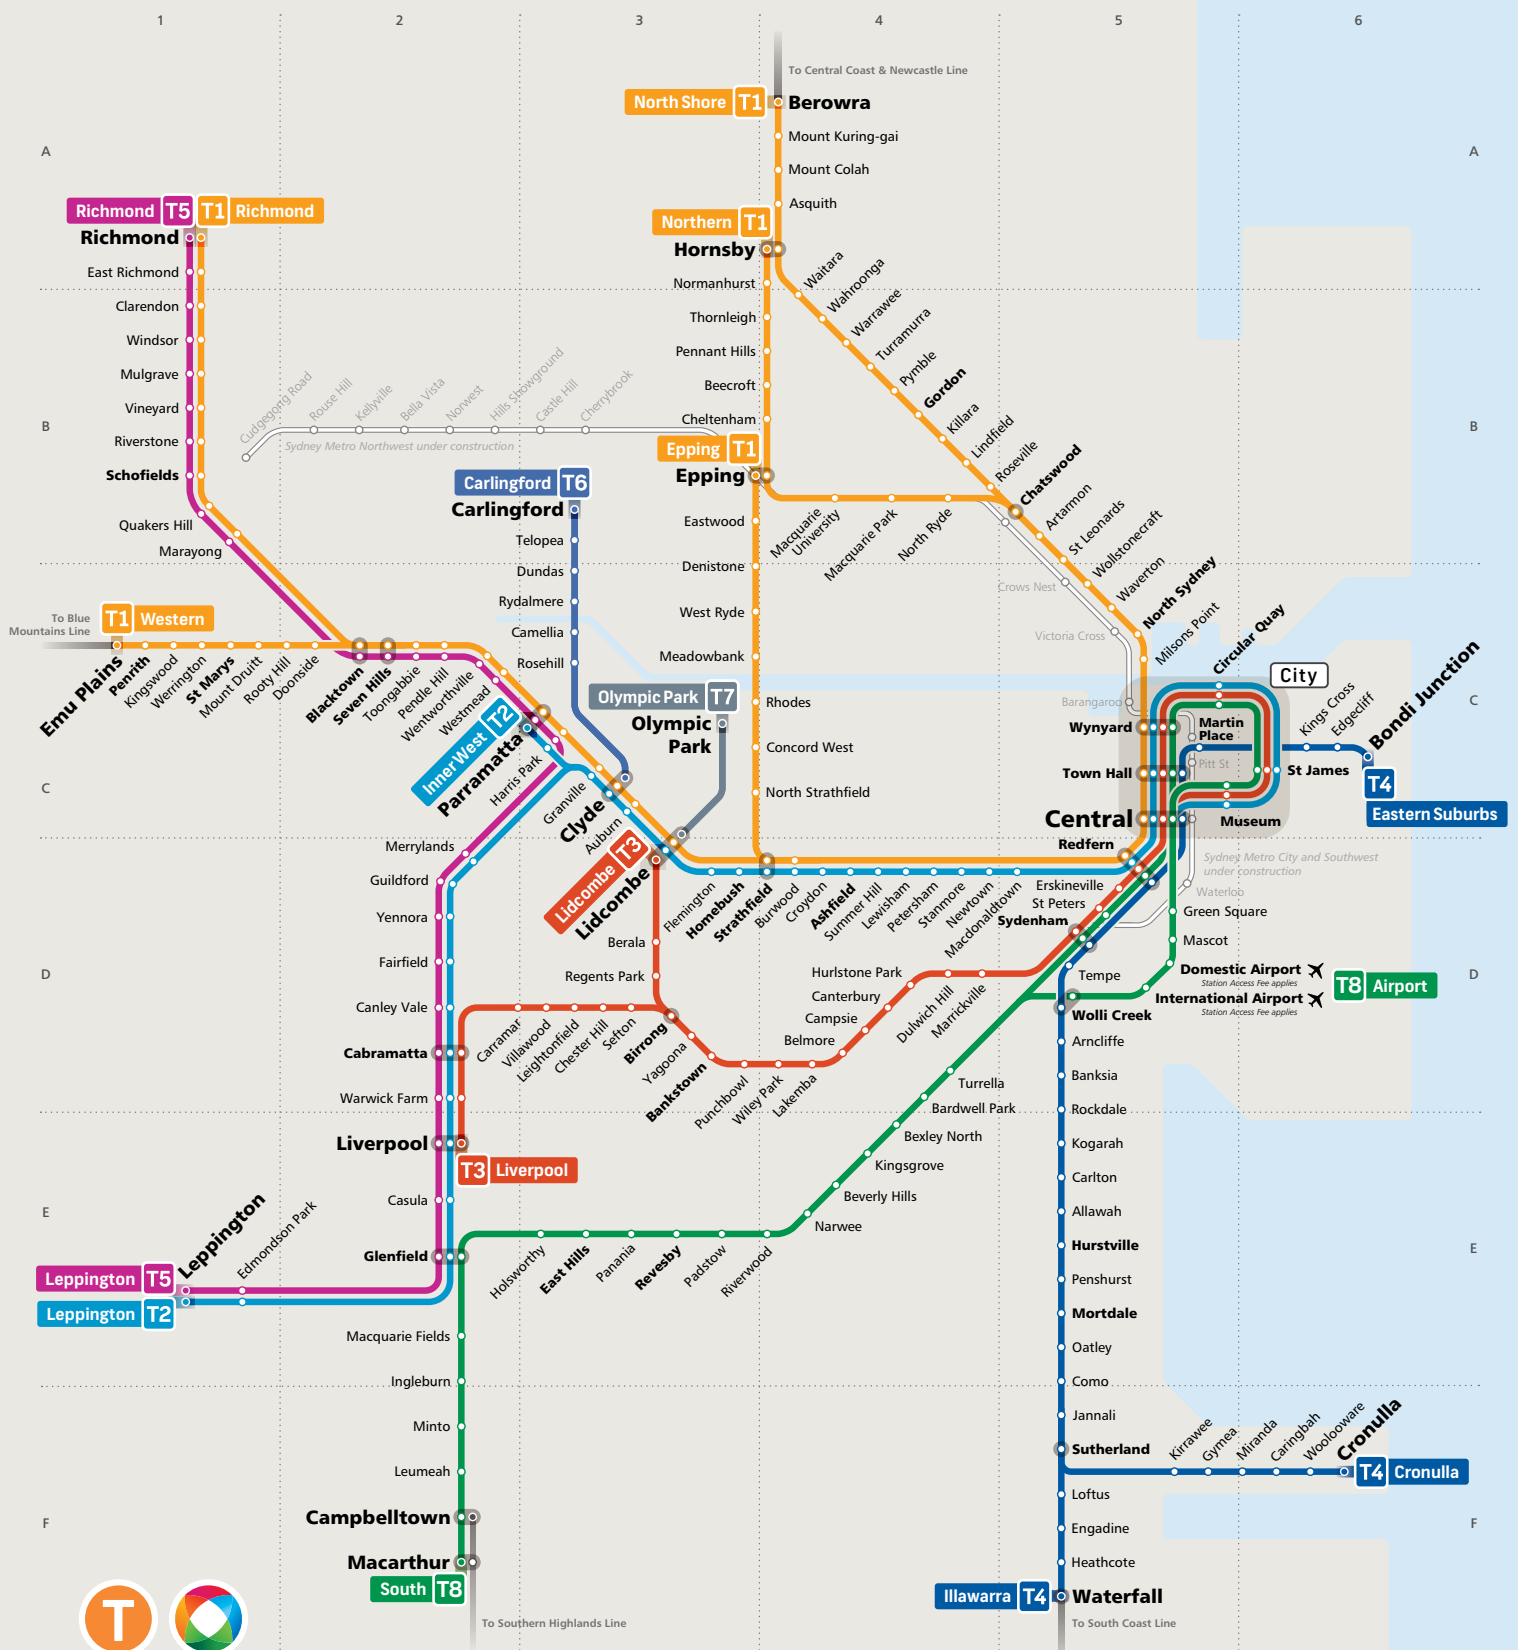 1 2 3 4 5 6
To Central Coast & Newcastle Line
North Shore T1
Berowra
Mount Kuring-gai
A A
Mount Colah
Asquith
Richmond T5
T1 Richmond
Richmond
East Richmond
Clarendon
Windsor
Mulgrave
Vineyard
Riverstone
Schofields
Quakers Hill
Marayong
Northern T1
Hornsby
Normanhurst
Thornleigh
Pennant Hills
Beecroft
Cheltenham
Epping T1
Epping
Waitara
Wahroonga
Warrawee
Turramurra
Pymble
Gordon
Killara
Lindfield
Roseville
Chatswood
Artarmon
St Leonards
Wollstonecraft
Waverton
North Sydney
Milsons Point
B B
Cudgegong Road
Rouse Hill
Kellyville
Bella Vista
Norwest
Hills Showground
Castle Hill
Cherrybrook
Sydney Metro Northwest under construction
Carlingford T6
Carlingford
Telopea
Dundas
Rydalmere
Camellia
Rosehill
Eastwood
Denistone
West Ryde
Meadowbank
Rhodes
Concord West
North Strathfield
Macquarie
University
Macquarie Park
North Ryde
Crows Nest
Victoria Cross
Barangaroo
To Blue
Mountains Line
T1 Western
Emu Plains
Penrith
Kingswood
Werrington
St Marys
Mount Druitt
Rooty Hill
Doonside
Blacktown
Seven Hills
Toongabbie
Pendle Hill
Wentworthville
Westmead
Inner West T2
Parramatta
Harris Park
Granville
Clyde
Auburn
Olympic Park T7
Olympic
Park
Lidcombe T3
Lidcombe
C C
C
Circular Quay
City
Wynyard
Martin
Place
Pitt St
Town Hall
St James
Central
Museum
Redfern
Kings Cross
Edgecliff
Bondi Junction
T4
Eastern Suburbs
Sydney Metro City and Southwest
under construction
Waterloo
Green Square
Mascot
Domestic Airport
Station Access Fee applies
International Airport
Station Access Fee applies
T8 Airport
Flemington
Homebush
Strathfield
Burwood
Croydon
Ashfield
Summer Hill
Lewisham
Petersham
Stanmore
Newtown
Macdonaldtown
Erskineville
St Peters
Sydenham
Tempe
Wolli Creek
D D
Merrylands
Guildford
Yennora
Fairfield
Canley Vale
Cabramatta
Warwick Farm
Liverpool
T3 Liverpool
Casula
Glenfield
Berala
Regents Park
Carramar
Villawood
Leightonfield
Chester Hill
Sefton
Birrong
Yagoona
Bankstown
Punchbowl
Wiley Park
Lakemba
Belmore
Campsie
Canterbury
Hurlstone Park
Dulwich Hill
Marrickville
Turrella
Bardwell Park
Bexley North
Kingsgrove
Beverly Hills
Narwee
Riverwood
Padstow
Revesby
Panania
East Hills
Holsworthy
E E
Leppington
Edmondson Park
Leppington T5
Leppington T2
Macquarie Fields
Ingleburn
Minto
Leumeah
Campbelltown
Macarthur
South T8
To Southern Highlands Line
Arncliffe
Banksia
Rockdale
Kogarah
Carlton
Allawah
Hurstville
Penshurst
Mortdale
Oatley
Como
Jannali
Sutherland
Kirrawee
Gymea
Miranda
Caringbah
Woolooware
Cronulla
T4 Cronulla
Loftus
Engadine
Heathcote
Illawarra T4
Waterfall
To South Coast Line
F F
T